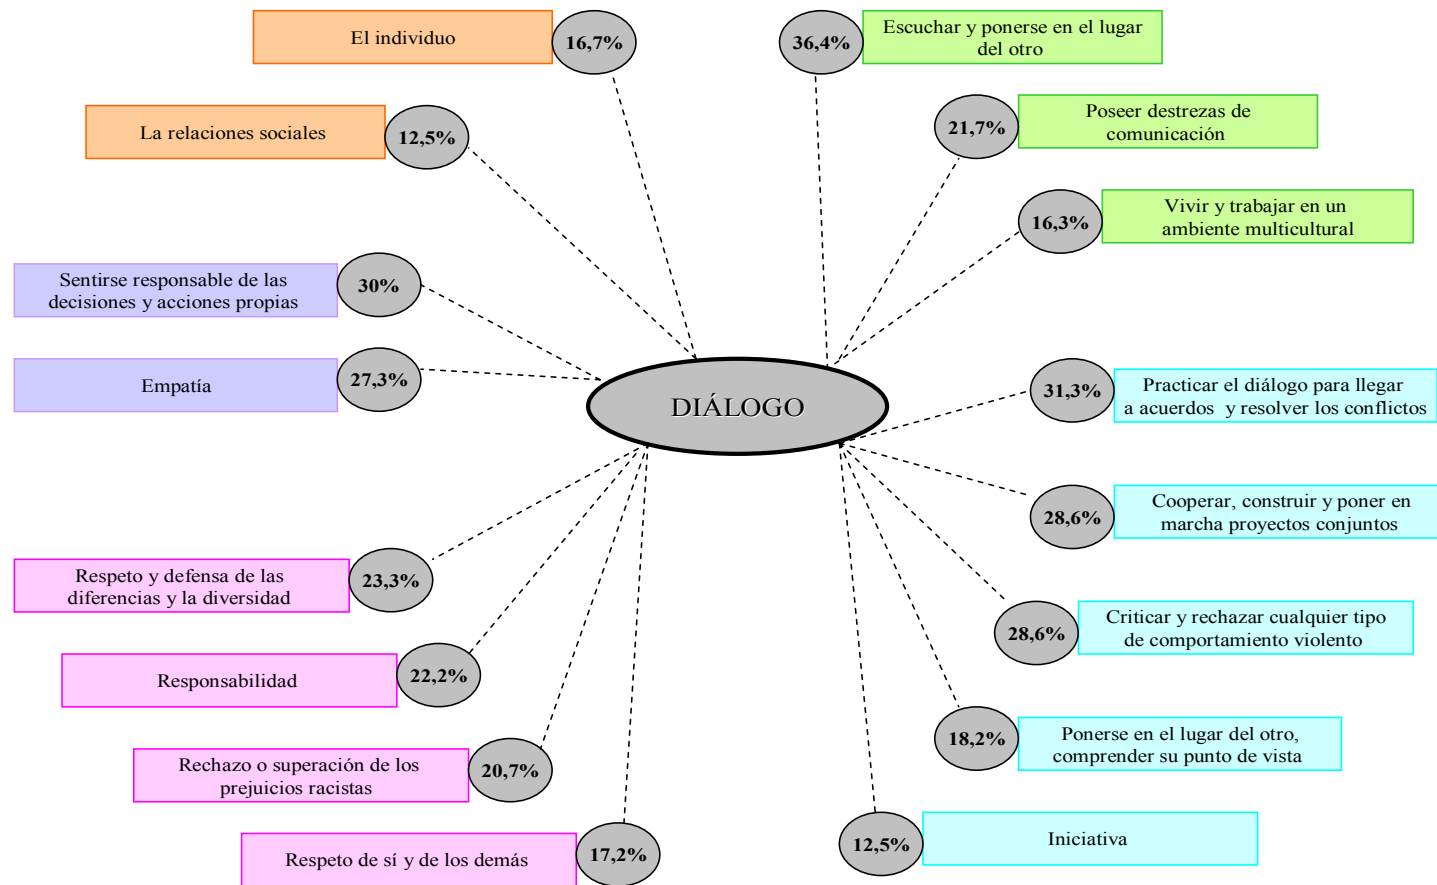 El individuo
16,7%
36,4%
Escuchar y ponerse en el lugar
del otro
La relaciones sociales
12,5%
21,7%
Poseer destrezas de
comunicación
16,3%
Vivir y trabajar en un
ambiente multicultural
Sentirse responsable de las
decisiones y acciones propias
30%
Empatía
27,3%
DIÁLOGO
31,3%
Practicar el diálogo para llegar
a acuerdos y resolver los conflictos
28,6%
Cooperar, construir y poner en
marcha proyectos conjuntos
Respeto y defensa de las
diferencias y la diversidad
23,3%
28,6%
Criticar y rechazar cualquier tipo
de comportamiento violento
Responsabilidad
22,2%
18,2%
Ponerse en el lugar del otro,
comprender su punto de vista
Rechazo o superación de los
prejuicios racistas
20,7%
12,5%
Iniciativa
Respeto de sí y de los demás
17,2%